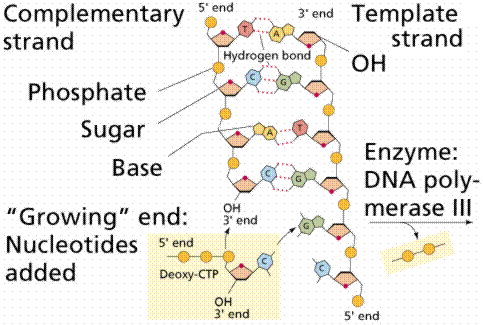 Complementary
strand
5' end
3' end
Template
strand
T
A
Hydrogen bond
OH
Phosphate
C
G
Sugar
A
T
Base
Enzyme:
DNA poly-
merase III
C
G
OH
3' end
"Growing" end:
Nucleotides
added
G
5' end
C
Deoxy-CTP
C
OH
3' end
5' end